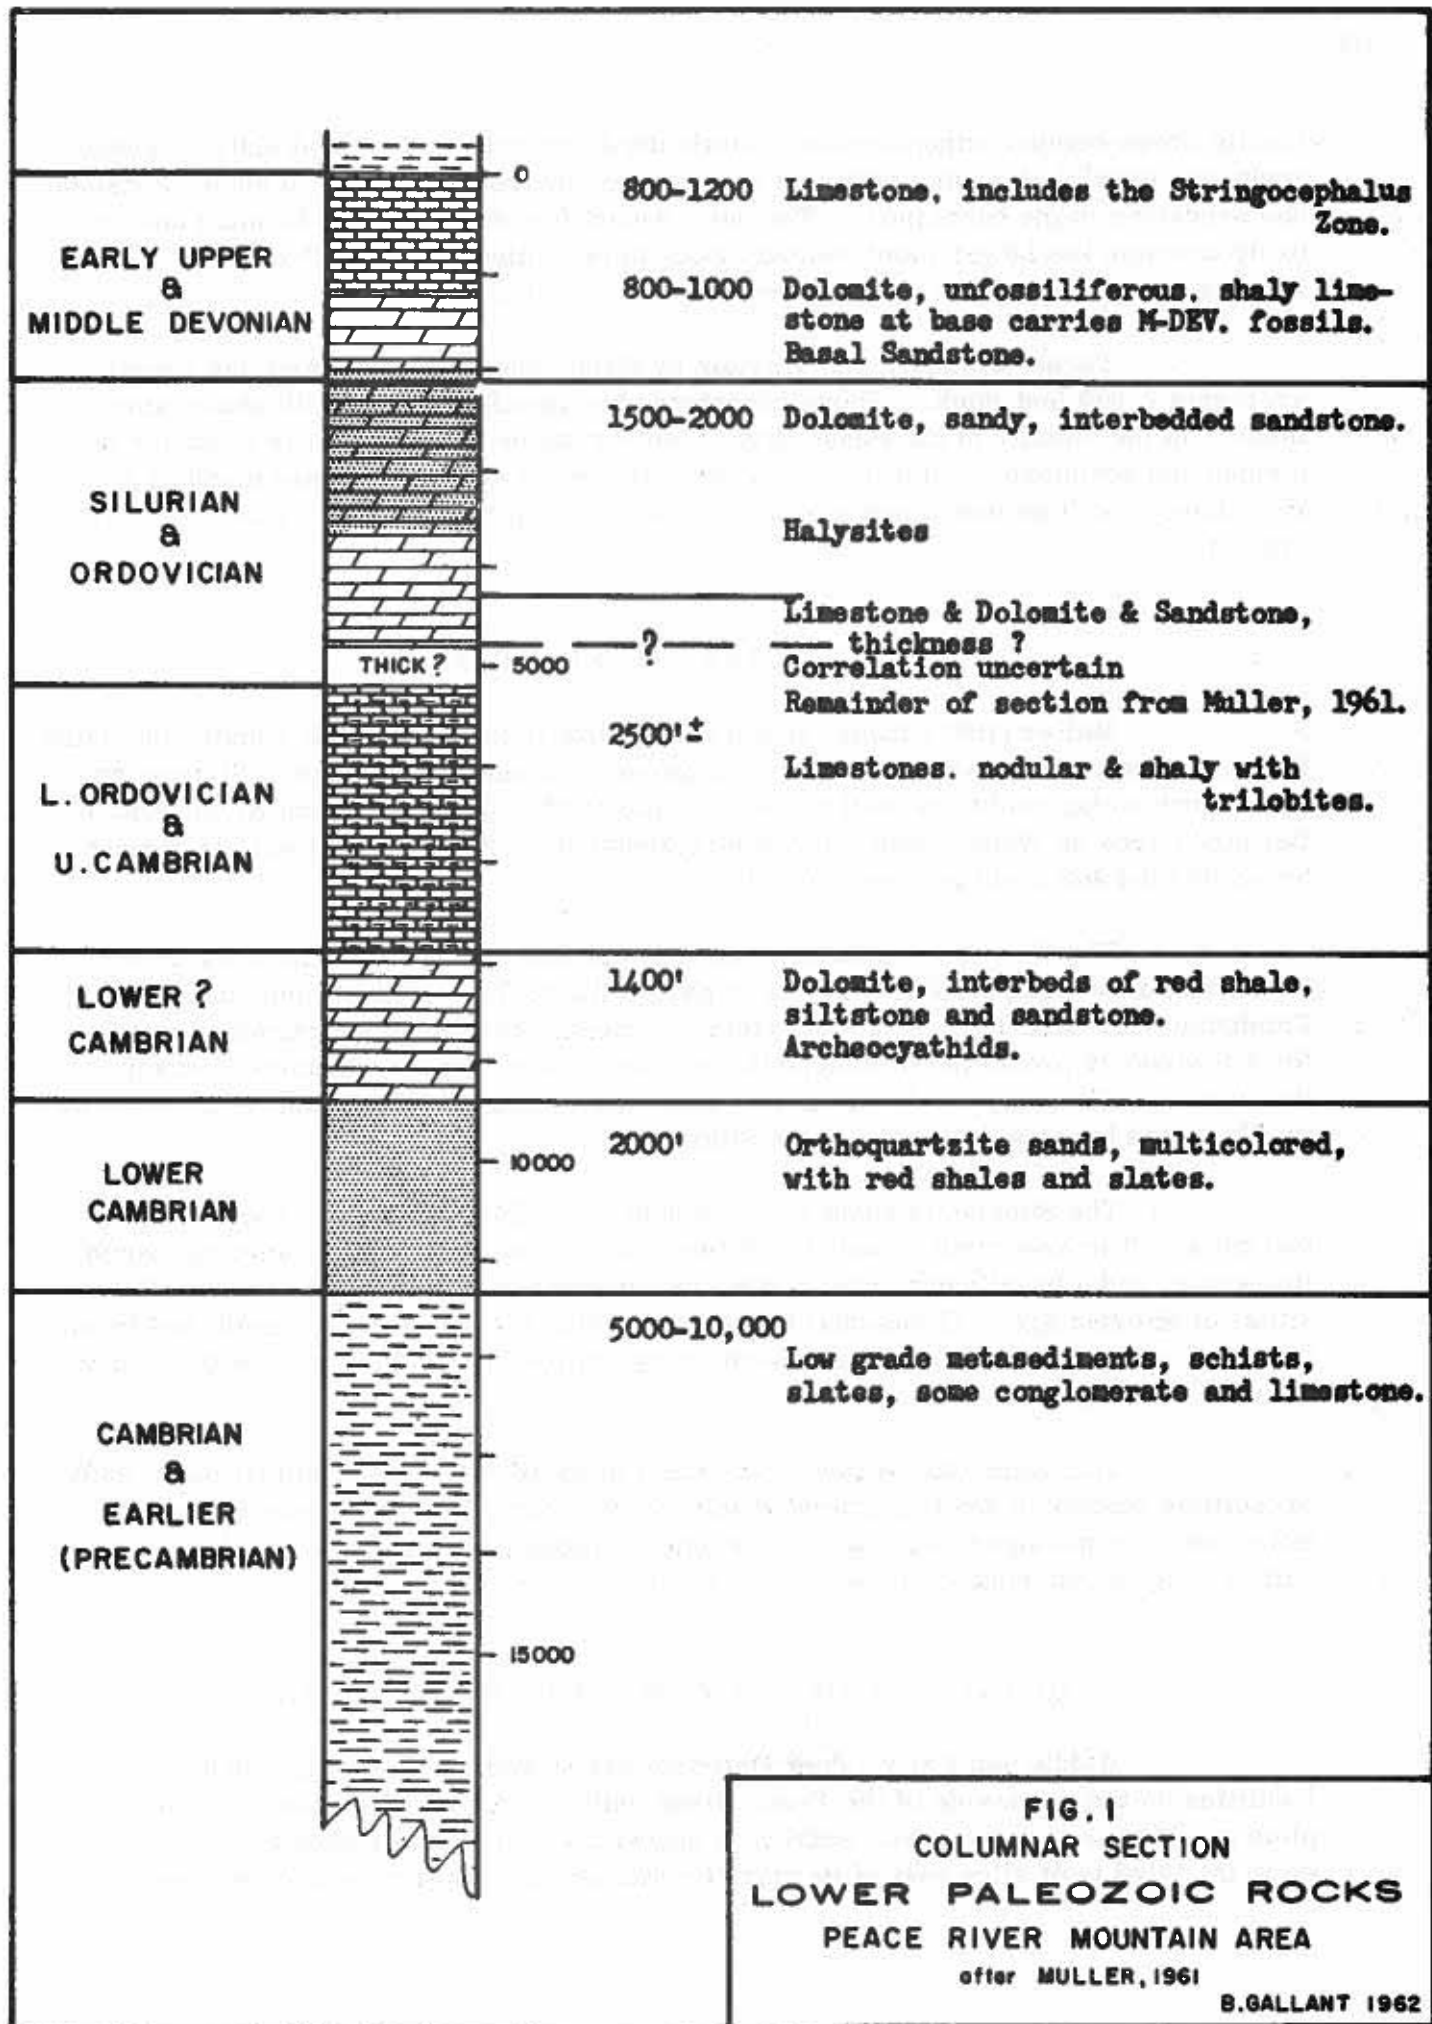 0
800-1200 Limestone, includes the Stringocephalus
Zone.
EARLY UPPER
&
MIDDLE DEVONIAN
800-1000 Dolomite, unfossiliferous. shaly lime-
stone at base carries M-DEV. fossils.
Basal Sandstone.
1500-2000 Dolomite, sandy, interbedded sandstone.
SILURIAN
&
ORDOVICIAN
Halysites
Limestone & Dolomite & Sandstone,
? thickness ?
THICK? 5000
Correlation uncertain
Remainder of section from Muller, 1961.
2500'±
L. ORDOVICIAN
&
U. CAMBRIAN
Limestones. nodular & shaly with
trilobites.
LOWER ?
CAMBRIAN
1400' Dolomite, interbeds of red shale,
siltstone and sandstone.
Archeocyathids.
LOWER
CAMBRIAN
10000
2000' Orthoquartzite sands, multicolored,
with red shales and slates.
5000-10,000
Low grade metasediments, schists,
slates, some conglomerate and limestone.
CAMBRIAN
&
EARLIER
(PRECAMBRIAN)
15000
FIG. 1
COLUMNAR SECTION
LOWER PALEOZOIC ROCKS
PEACE RIVER MOUNTAIN AREA
after MULLER, 1961
B. GALLANT 1962